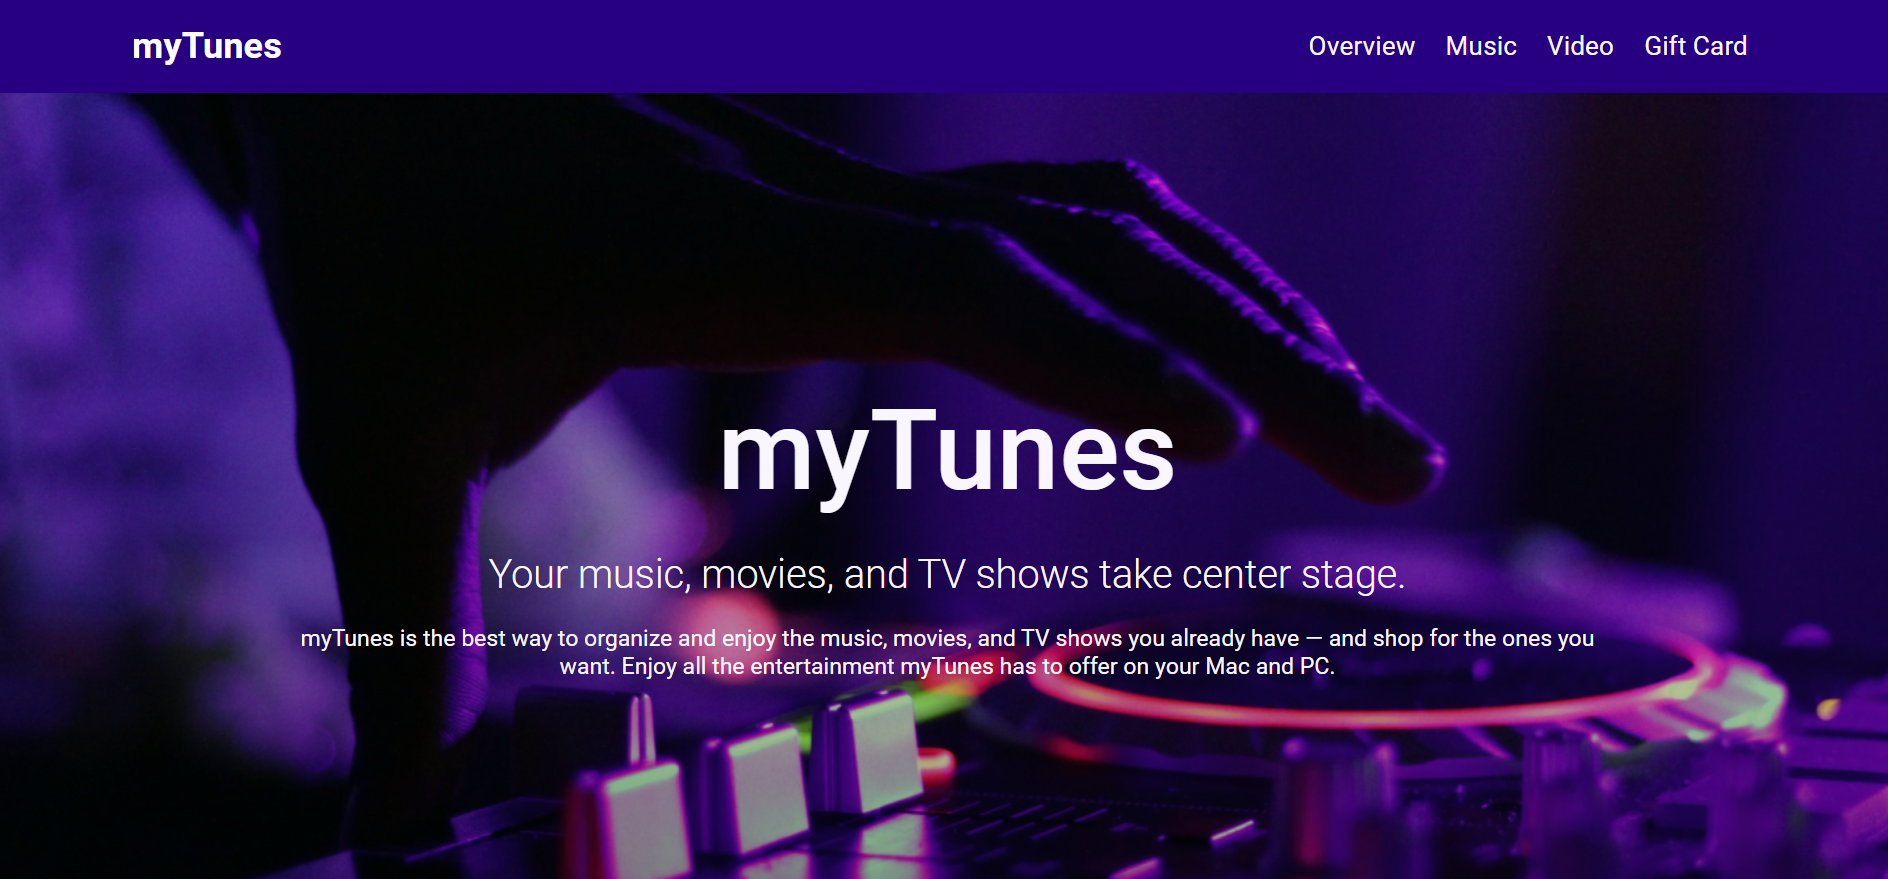 myTunes
Overview Music Video Gift Card
myTunes
Your music, movies, and TV shows take center stage.
myTunes is the best way to organize and enjoy the music, movies, and TV shows you already have — and shop for the ones you
want. Enjoy all the entertainment myTunes has to offer on your Mac and PC.